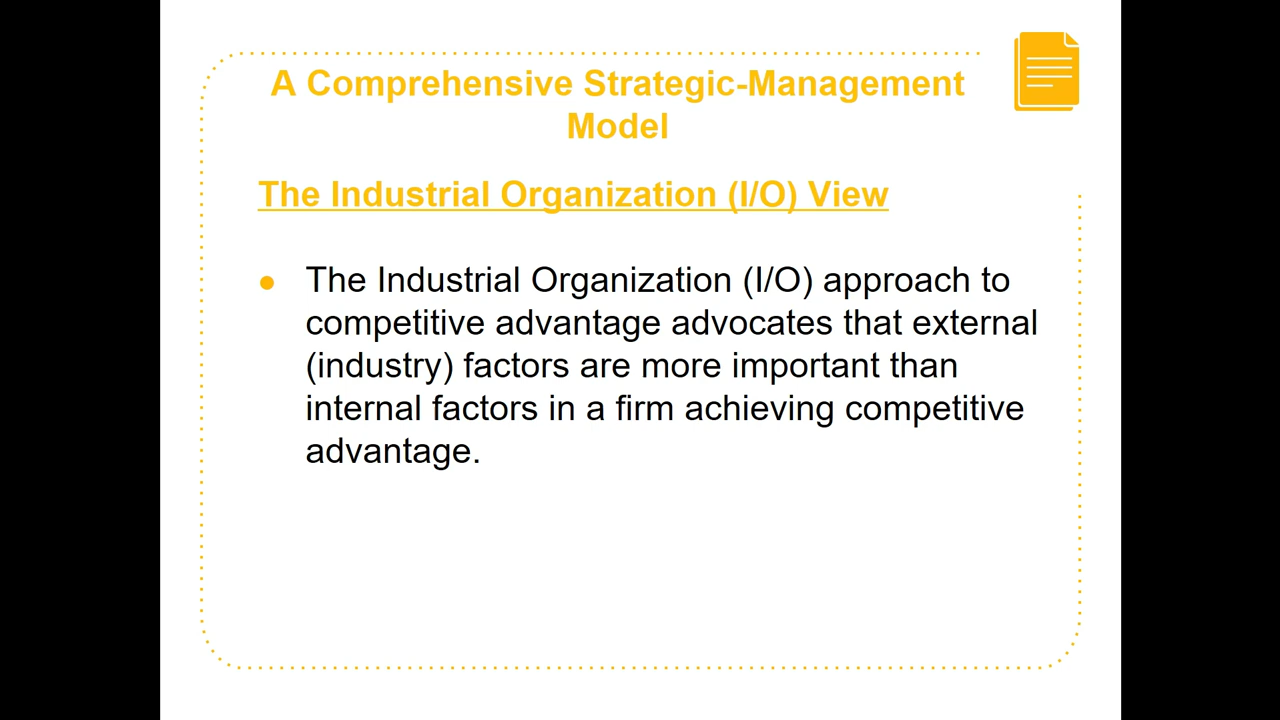 A Comprehensive Strategic-Management
Model
The Industrial Organization (I/O) View
● The Industrial Organization (I/O) approach to
competitive advantage advocates that external
(industry) factors are more important than
internal factors in a firm achieving competitive
advantage.